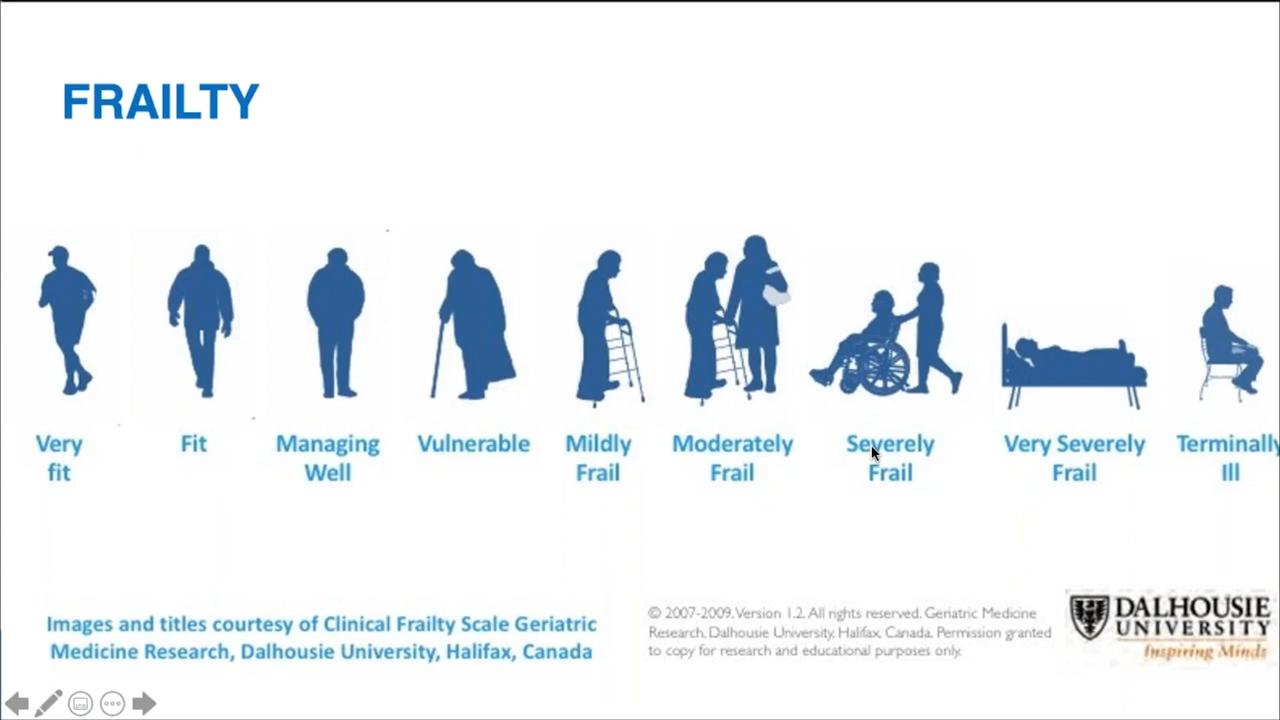 FRAILTY
Very
fit
Fit
Managing
Well
Vulnerable
Mildly
Frail
Moderately
Frail
Severely
Frail
Very Severely
Frail
Terminally
Ill
Images and titles courtesy of Clinical Frailty Scale Geriatric
Medicine Research, Dalhousie University, Halifax, Canada
© 2007-2009. Version 1.2. All rights reserved. Geriatric Medicine
Research, Dalhousie University, Halifax, Canada. Permission granted
to copy for research and educational purposes only.
DALHOUSIE
UNIVERSITY
Inspiring Minds